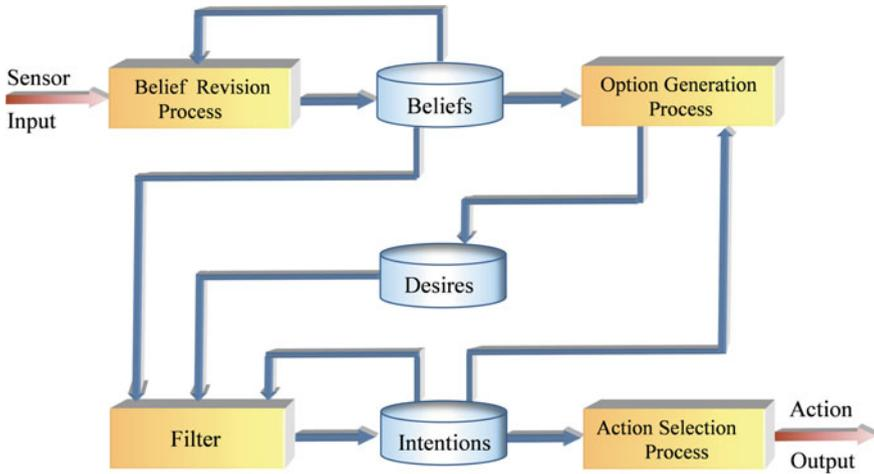 Sensor
Input
Belief Revision
Process
Beliefs
Option Generation
Process
Desires
Filter
Intentions
Action Selection
Process
Action
Output